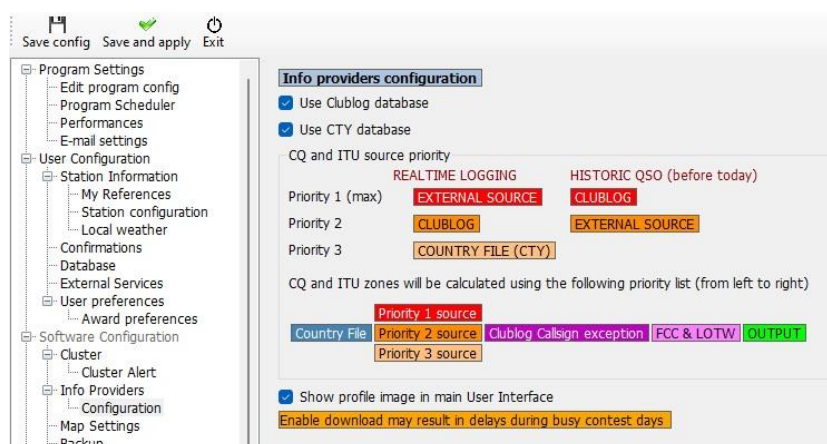 Save config Save and apply Exit
Program Settings
Edit program config
Program Scheduler
Performances
E-mail settings
User Configuration
Station Information
My References
Station configuration
Local weather
Confirmations
Database
External Services
User preferences
Award preferences
Software Configuration
Cluster
Cluster Alert
Info Providers
Configuration
Map Settings
Backup
Info providers configuration
Use Clublog database
Use CTY database
CQ and ITU source priority
REALTIME LOGGING HISTORIC QSO (before today)
Priority 1 (max) EXTERNAL SOURCE CLUBLOG
Priority 2 CLUBLOG EXTERNAL SOURCE
Priority 3 COUNTRY FILE (CTY)
CQ and ITU zones will be calculated using the following priority list (from left to right)
Priority 1 source
Country File Priority 2 source Clublog Callsign exception FCC & LOTW OUTPUT
Priority 3 source
Show profile image in main User Interface
Enable download may result in delays during busy contest days